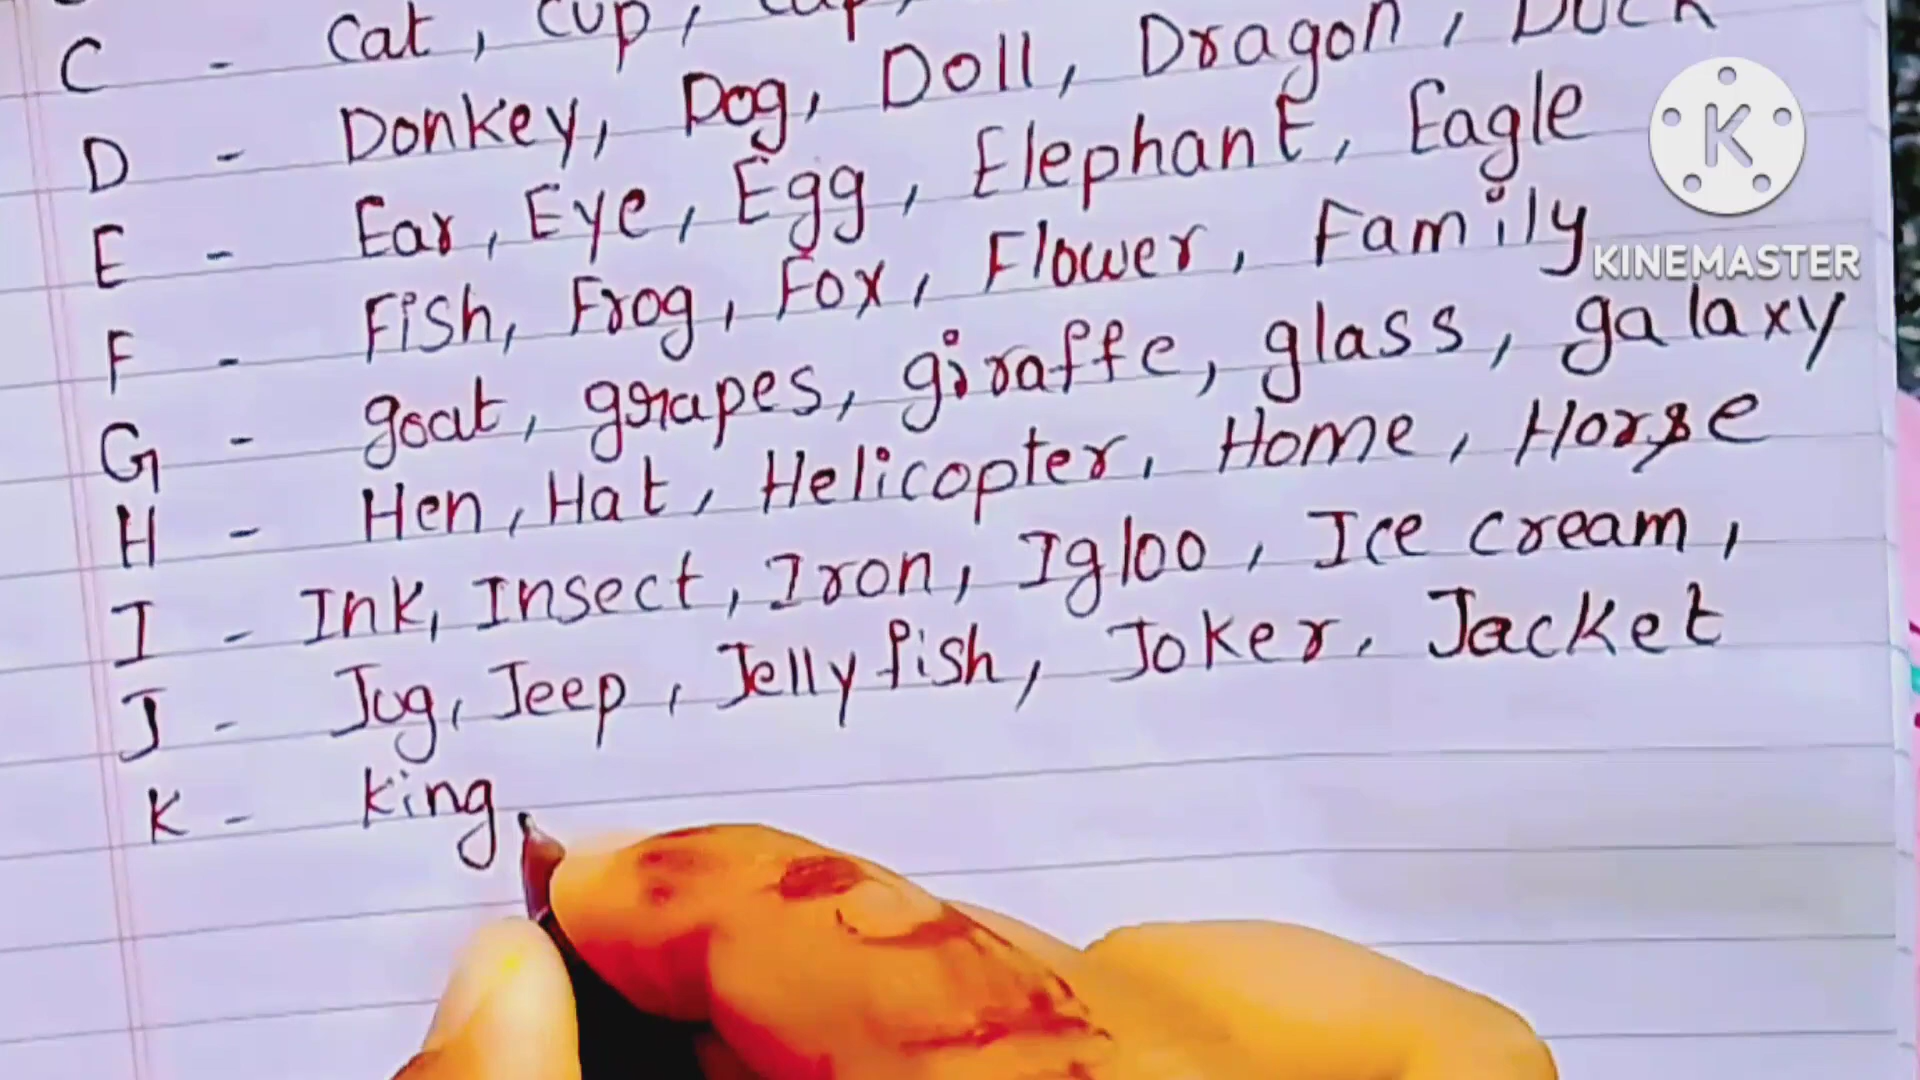 C - Cat, Cup, Cap,
D - Donkey, Dog, Doll, Dragon, Duck
E - Ear, Eye, Egg, Elephant, Eagle
F - Fish, Frog, Fox, Flower, Family
G - goat, grapes, giraffe, glass, galaxy
H - Hen, Hat, Helicopter, Home, Horse
I - Ink, Insect, Iron, Igloo, Ice cream,
J - Jug, Jeep, Jelly fish, Joker, Jacket
K - king,
K
KINEMASTER